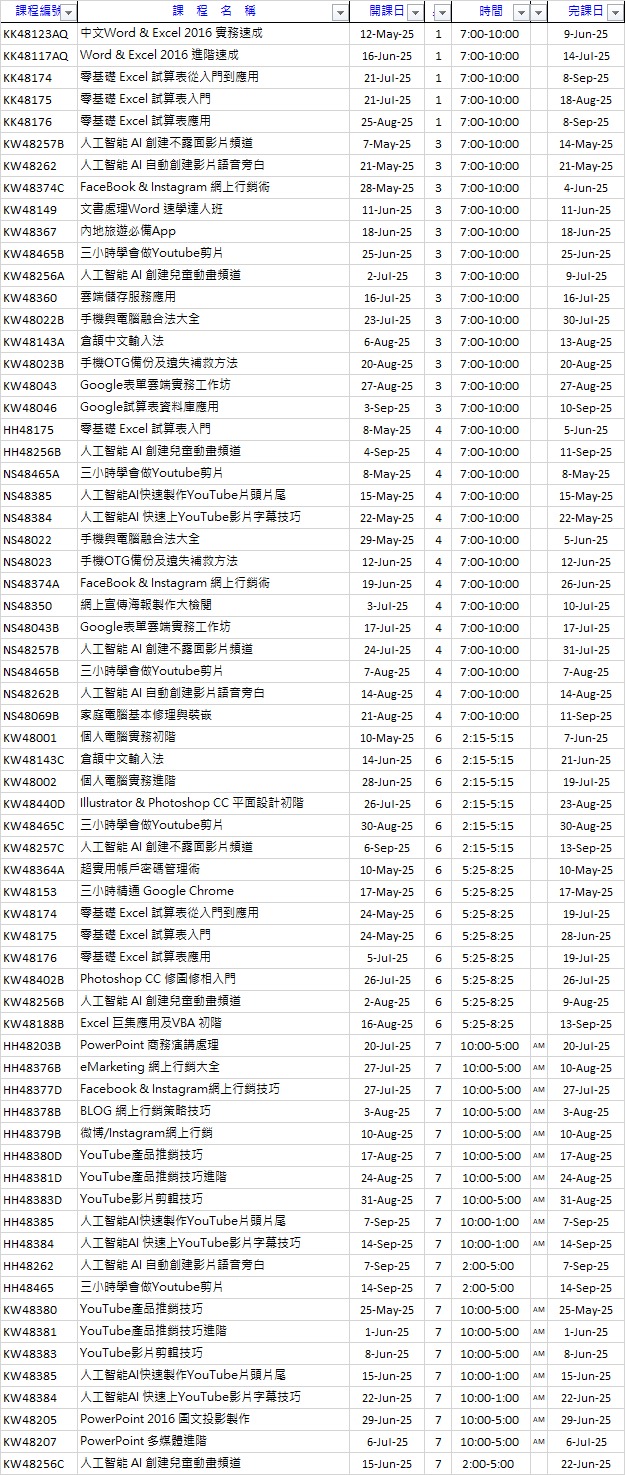 課程編號 課 程 名 稱 開課日 時間 完課日
KK48123AQ 中文Word & Excel 2016 實務速成 12-May-25 1 7:00-10:00 9-Jun-25
KK48117AQ Word & Excel 2016 進階速成 16-Jun-25 1 7:00-10:00 14-Jul-25
KK48174 零基礎 Excel 試算表從入門到應用 21-Jul-25 1 7:00-10:00 8-Sep-25
KK48175 零基礎 Excel 試算表入門 21-Jul-25 1 7:00-10:00 18-Aug-25
KK48176 零基礎 Excel 試算表應用 25-Aug-25 1 7:00-10:00 8-Sep-25
KW48257B 人工智能 AI 創建不露面影片頻道 7-May-25 3 7:00-10:00 14-May-25
KW48262 人工智能 AI 自動創建影片語音旁白 21-May-25 3 7:00-10:00 21-May-25
KW48374C FaceBook & Instagram 網上行銷術 28-May-25 3 7:00-10:00 4-Jun-25
KW48149 文書處理Word 速學達人班 11-Jun-25 3 7:00-10:00 11-Jun-25
KW48367 內地旅遊必備App 18-Jun-25 3 7:00-10:00 18-Jun-25
KW48465B 三小時學會做Youtube剪片 25-Jun-25 3 7:00-10:00 25-Jun-25
KW48256A 人工智能 AI 創建兒童動畫頻道 2-Jul-25 3 7:00-10:00 9-Jul-25
KW48360 雲端儲存服務應用 16-Jul-25 3 7:00-10:00 16-Jul-25
KW48022B 手機與電腦融合法大全 23-Jul-25 3 7:00-10:00 30-Jul-25
KW48143A 倉頡中文輸入法 6-Aug-25 3 7:00-10:00 13-Aug-25
KW48023B 手機OTG備份及遺失補救方法 20-Aug-25 3 7:00-10:00 20-Aug-25
KW48043 Google表單雲端實務工作坊 27-Aug-25 3 7:00-10:00 27-Aug-25
KW48046 Google試算表資料庫應用 3-Sep-25 3 7:00-10:00 10-Sep-25
HH48175 零基礎 Excel 試算表入門 8-May-25 4 7:00-10:00 5-Jun-25
HH48256B 人工智能 AI 創建兒童動畫頻道 4-Sep-25 4 7:00-10:00 11-Sep-25
NS48465A 三小時學會做Youtube剪片 8-May-25 4 7:00-10:00 8-May-25
NS48385 人工智能AI快速製作YouTube片頭片尾 15-May-25 4 7:00-10:00 15-May-25
NS48384 人工智能AI 快速上YouTube影片字幕技巧 22-May-25 4 7:00-10:00 22-May-25
NS48022 手機與電腦融合法大全 29-May-25 4 7:00-10:00 5-Jun-25
NS48023 手機OTG備份及遺失補救方法 12-Jun-25 4 7:00-10:00 12-Jun-25
NS48374A FaceBook & Instagram 網上行銷術 19-Jun-25 4 7:00-10:00 26-Jun-25
NS48350 網上宣傳海報製作大檢閱 3-Jul-25 4 7:00-10:00 10-Jul-25
NS48043B Google表單雲端實務工作坊 17-Jul-25 4 7:00-10:00 17-Jul-25
NS48257B 人工智能 AI 創建不露面影片頻道 24-Jul-25 4 7:00-10:00 31-Jul-25
NS48465B 三小時學會做Youtube剪片 7-Aug-25 4 7:00-10:00 7-Aug-25
NS48262B 人工智能 AI 自動創建影片語音旁白 14-Aug-25 4 7:00-10:00 14-Aug-25
NS48069B 家庭電腦基本修理與裝嵌 21-Aug-25 4 7:00-10:00 11-Sep-25
KW48001 個人電腦實務初階 10-May-25 6 2:15-5:15 7-Jun-25
KW48143C 倉頡中文輸入法 14-Jun-25 6 2:15-5:15 21-Jun-25
KW48002 個人電腦實務進階 28-Jun-25 6 2:15-5:15 19-Jul-25
KW48440D Illustrator & Photoshop CC 平面設計初階 26-Jul-25 6 2:15-5:15 23-Aug-25
KW48465C 三小時學會做Youtube剪片 30-Aug-25 6 2:15-5:15 30-Aug-25
KW48257C 人工智能 AI 創建不露面影片頻道 6-Sep-25 6 2:15-5:15 13-Sep-25
KW48364A 超實用帳戶密碼管理術 10-May-25 6 5:25-8:25 10-May-25
KW48153 三小時精通 Google Chrome 17-May-25 6 5:25-8:25 17-May-25
KW48174 零基礎 Excel 試算表從入門到應用 24-May-25 6 5:25-8:25 19-Jul-25
KW48175 零基礎 Excel 試算表入門 24-May-25 6 5:25-8:25 28-Jun-25
KW48176 零基礎 Excel 試算表應用 5-Jul-25 6 5:25-8:25 19-Jul-25
KW48402B Photoshop CC 修圖修相入門 26-Jul-25 6 5:25-8:25 26-Jul-25
KW48256B 人工智能 AI 創建兒童動畫頻道 2-Aug-25 6 5:25-8:25 9-Aug-25
KW48188B Excel 巨集應用及VBA 初階 16-Aug-25 6 5:25-8:25 13-Sep-25
HH48203B PowerPoint 商務演講處理 20-Jul-25 7 10:00-5:00 AM 20-Jul-25
HH48376B eMarketing 網上行銷大全 27-Jul-25 7 10:00-5:00 AM 10-Aug-25
HH48377D Facebook & Instagram網上行銷技巧 27-Jul-25 7 10:00-5:00 AM 27-Jul-25
HH48378B BLOG 網上行銷策略技巧 3-Aug-25 7 10:00-5:00 AM 3-Aug-25
HH48379B 微博/Instagram網上行銷 10-Aug-25 7 10:00-5:00 AM 10-Aug-25
HH48380D YouTube產品推銷技巧 17-Aug-25 7 10:00-5:00 AM 17-Aug-25
HH48381D YouTube產品推銷技巧進階 24-Aug-25 7 10:00-5:00 AM 24-Aug-25
HH48383D YouTube影片剪輯技巧 31-Aug-25 7 10:00-5:00 AM 31-Aug-25
HH48385 人工智能AI快速製作YouTube片頭片尾 7-Sep-25 7 10:00-1:00 AM 7-Sep-25
HH48384 人工智能AI 快速上YouTube影片字幕技巧 14-Sep-25 7 10:00-1:00 AM 14-Sep-25
HH48262 人工智能 AI 自動創建影片語音旁白 7-Sep-25 7 2:00-5:00 7-Sep-25
HH48465 三小時學會做Youtube剪片 14-Sep-25 7 2:00-5:00 14-Sep-25
KW48380 YouTube產品推銷技巧 25-May-25 7 10:00-5:00 AM 25-May-25
KW48381 YouTube產品推銷技巧進階 1-Jun-25 7 10:00-5:00 AM 1-Jun-25
KW48383 YouTube影片剪輯技巧 8-Jun-25 7 10:00-5:00 AM 8-Jun-25
KW48385 人工智能AI快速製作YouTube片頭片尾 15-Jun-25 7 10:00-1:00 AM 15-Jun-25
KW48384 人工智能AI 快速上YouTube影片字幕技巧 22-Jun-25 7 10:00-1:00 AM 22-Jun-25
KW48205 PowerPoint 2016 圖文投影製作 29-Jun-25 7 10:00-5:00 AM 29-Jun-25
KW48207 PowerPoint 多媒體進階 6-Jul-25 7 10:00-5:00 AM 6-Jul-25
KW48256C 人工智能 AI 創建兒童動畫頻道 15-Jun-25 7 2:00-5:00 22-Jun-25